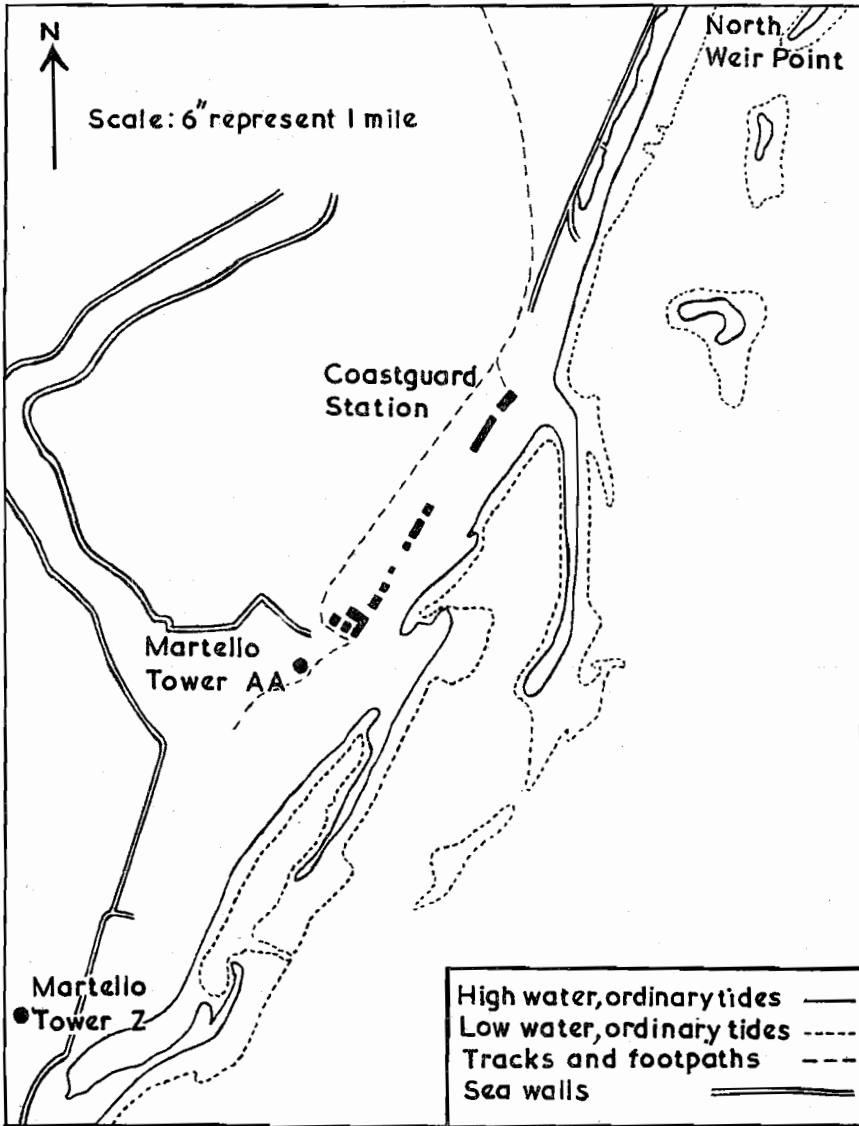 N
North
Weir Point
Scale: 6" represent 1 mile
Coastguard
Station
Martello
Tower AA
Martello
Tower Z
High water, ordinary tides
Low water, ordinary tides
Tracks and footpaths
Sea walls